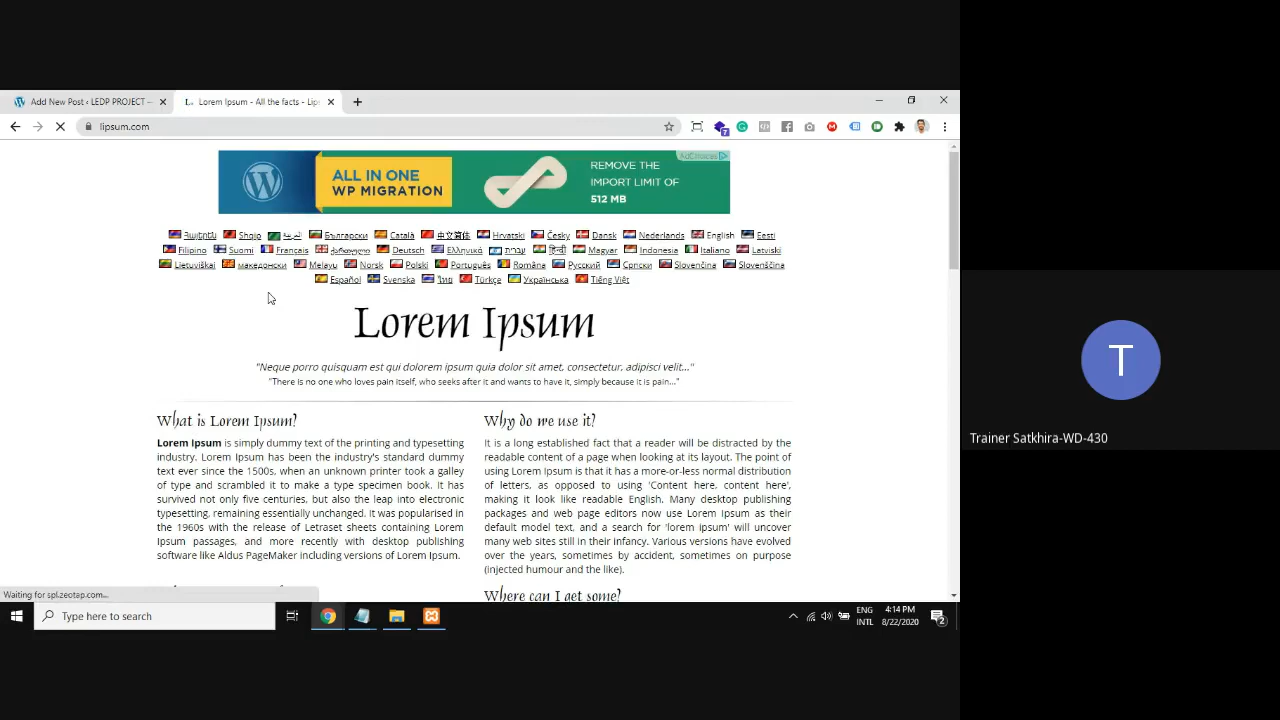 Add New Post ‹ LEDP PROJECT —
Lorem Ipsum - All the facts - Lip
lipsum.com
7
ALL IN ONE
WP MIGRATION
REMOVE THE
IMPORT LIMIT OF
512 MB
AdChoices
Հայերեն Shqip العربية Български Català 中文简体 Hrvatski Česky Dansk Nederlands English Eesti
Filipino Suomi Français ქართული Deutsch Ελληνικά עברית हिन्दी Magyar Indonesia Italiano Latviski
Lietuviškai македонски Melayu Norsk Polski Português Româna Русский Српски Slovenčina Slovenščina
Español Svenska ไทย Türkçe Українська Tiếng Việt
Lorem Ipsum
"Neque porro quisquam est qui dolorem ipsum quia dolor sit amet, consectetur, adipisci velit..."
"There is no one who loves pain itself, who seeks after it and wants to have it, simply because it is pain..."
What is Lorem Ipsum?
Lorem Ipsum is simply dummy text of the printing and typesetting
industry. Lorem Ipsum has been the industry's standard dummy
text ever since the 1500s, when an unknown printer took a galley
of type and scrambled it to make a type specimen book. It has
survived not only five centuries, but also the leap into electronic
typesetting, remaining essentially unchanged. It was popularised in
the 1960s with the release of Letraset sheets containing Lorem
Ipsum passages, and more recently with desktop publishing
software like Aldus PageMaker including versions of Lorem Ipsum.
Why do we use it?
It is a long established fact that a reader will be distracted by the
readable content of a page when looking at its layout. The point of
using Lorem Ipsum is that it has a more-or-less normal distribution
of letters, as opposed to using 'Content here, content here',
making it look like readable English. Many desktop publishing
packages and web page editors now use Lorem Ipsum as their
default model text, and a search for 'lorem ipsum' will uncover
many web sites still in their infancy. Various versions have evolved
over the years, sometimes by accident, sometimes on purpose
(injected humour and the like).
Where can I get some?
Waiting for spl.zeotap.com...
Type here to search
ENG
INTL
4:14 PM
8/22/2020
2
T
Trainer Satkhira-WD-430